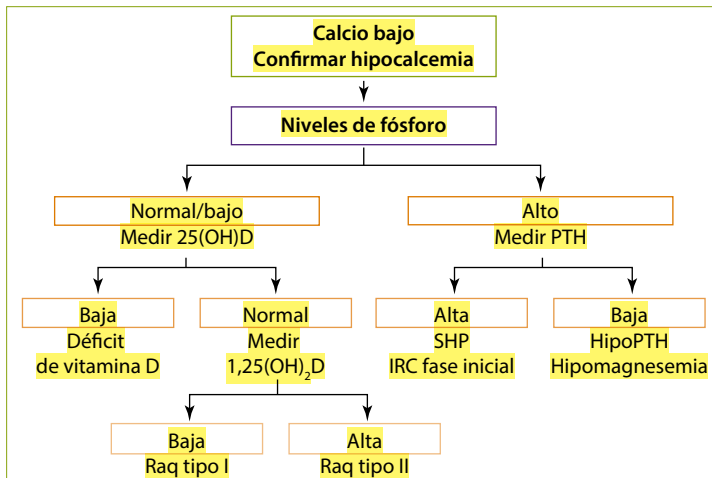 Calcio bajo
Confirmar hipocalcemia
Niveles de fósforo
Normal/bajo
Medir 25(OH)D
Alto
Medir PTH
Baja
Déficit
de vitamina D
Normal
Medir
1,25(OH)₂D
Alta
SHP
IRC fase inicial
Baja
HipoPTH
Hipomagnesemia
Baja
Raq tipo I
Alta
Raq tipo II